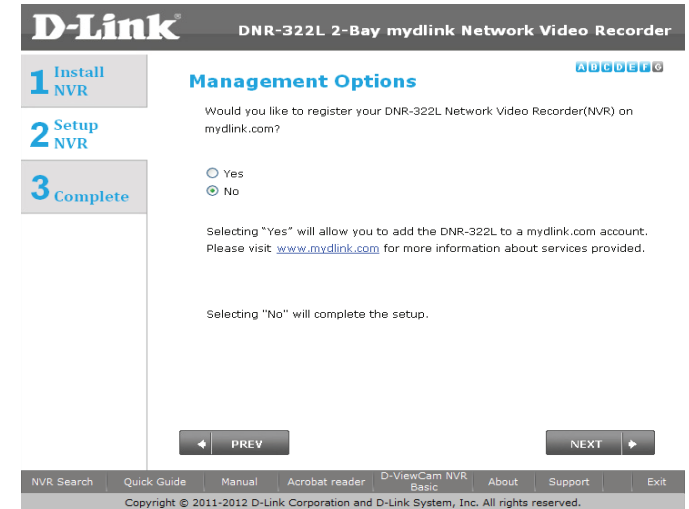 D-Link®
DNR-322L 2-Bay mydlink Network Video Recorder
1 Install
NVR
2 Setup
NVR
3 Complete
A B C D E F G
Management Options
Would you like to register your DNR-322L Network Video Recorder(NVR) on
mydlink.com?
Yes
No
Selecting "Yes" will allow you to add the DNR-322L to a mydlink.com account.
Please visit www.mydlink.com for more information about services provided.
Selecting "No" will complete the setup.
PREV
NEXT
NVR Search
Quick Guide
Manual
Acrobat reader
D-ViewCam NVR
Basic
About
Support
Exit
Copyright © 2011-2012 D-Link Corporation and D-Link System, Inc. All rights reserved.